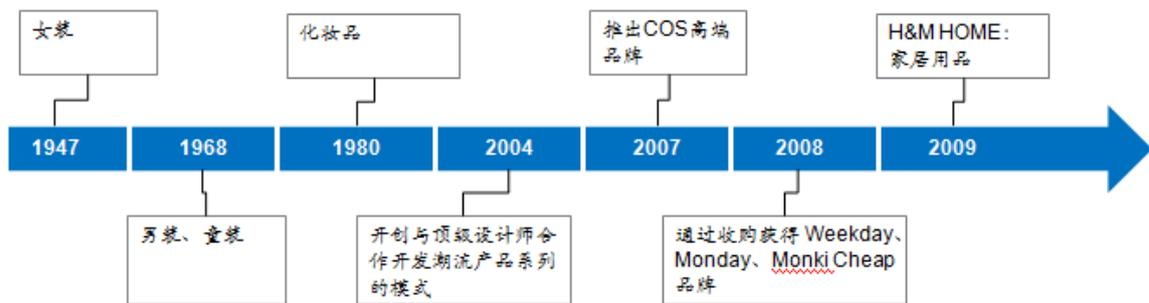 女装
化妆品
推出COS高端
品牌
H&M HOME：
家居用品
1947
1968
1980
2004
2007
2008
2009
男装、童装
开创与顶级设计师合
作开发潮流产品系列
的模式
通过收购获得 Weekday、
Monday、Monki Cheap
品牌